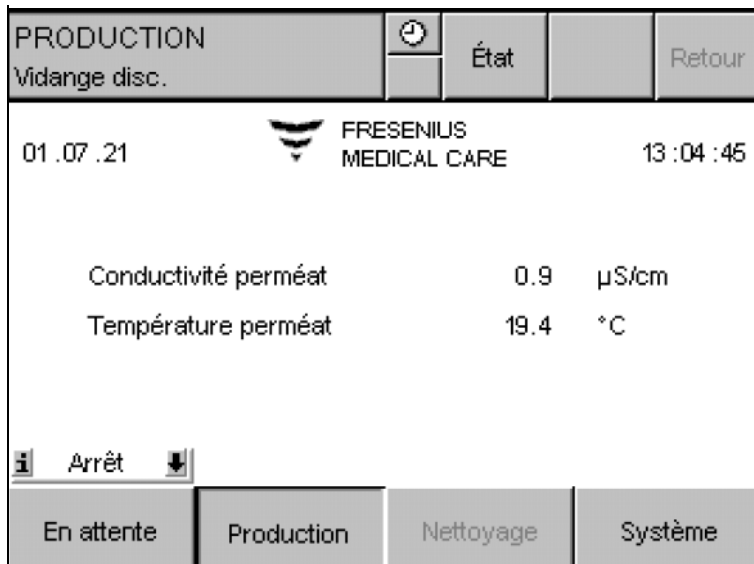 PRODUCTION
Vidange disc.
État
Retour
01 .07 .21
FRESENIUS
MEDICAL CARE
13 :04 :45
Conductivité perméat 0.9 µS/cm
Température perméat 19.4 °C
i Arrêt
En attente
Production
Nettoyage
Système